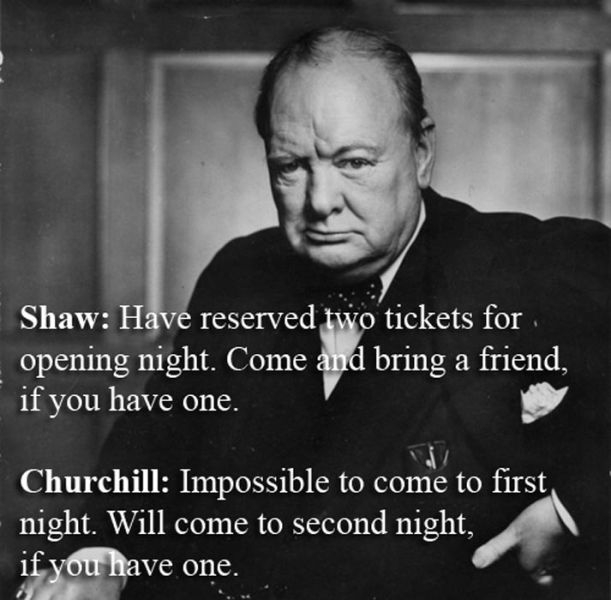 Shaw: Have reserved two tickets for
opening night. Come and bring a friend,
if you have one.
Churchill: Impossible to come to first
night. Will come to second night,
if you have one.